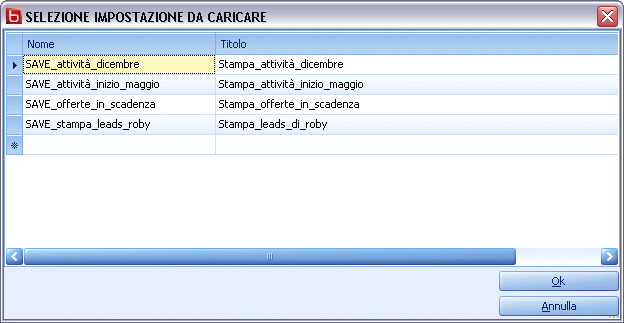 SELEZIONE IMPOSTAZIONE DA CARICARE
Nome Titolo
SAVE_attività_dicembre Stampa_attività_dicembre
SAVE_attività_inizio_maggio Stampa_attività_inizio_maggio
SAVE_offerte_in_scadenza Stampa_offerte_in_scadenza
SAVE_stampa_leads_roby Stampa_leads_di_roby
Ok
Annulla